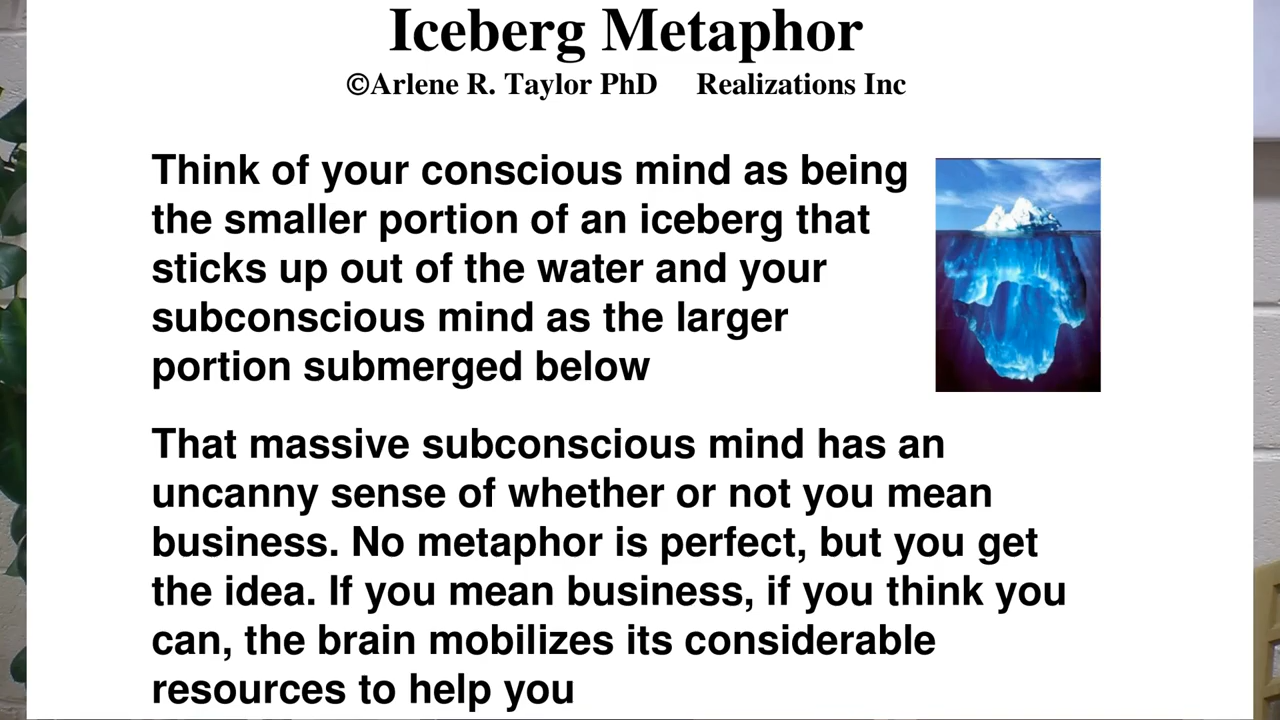 Iceberg Metaphor
©Arlene R. Taylor PhD Realizations Inc
Think of your conscious mind as being
the smaller portion of an iceberg that
sticks up out of the water and your
subconscious mind as the larger
portion submerged below
That massive subconscious mind has an
uncanny sense of whether or not you mean
business. No metaphor is perfect, but you get
the idea. If you mean business, if you think you
can, the brain mobilizes its considerable
resources to help you